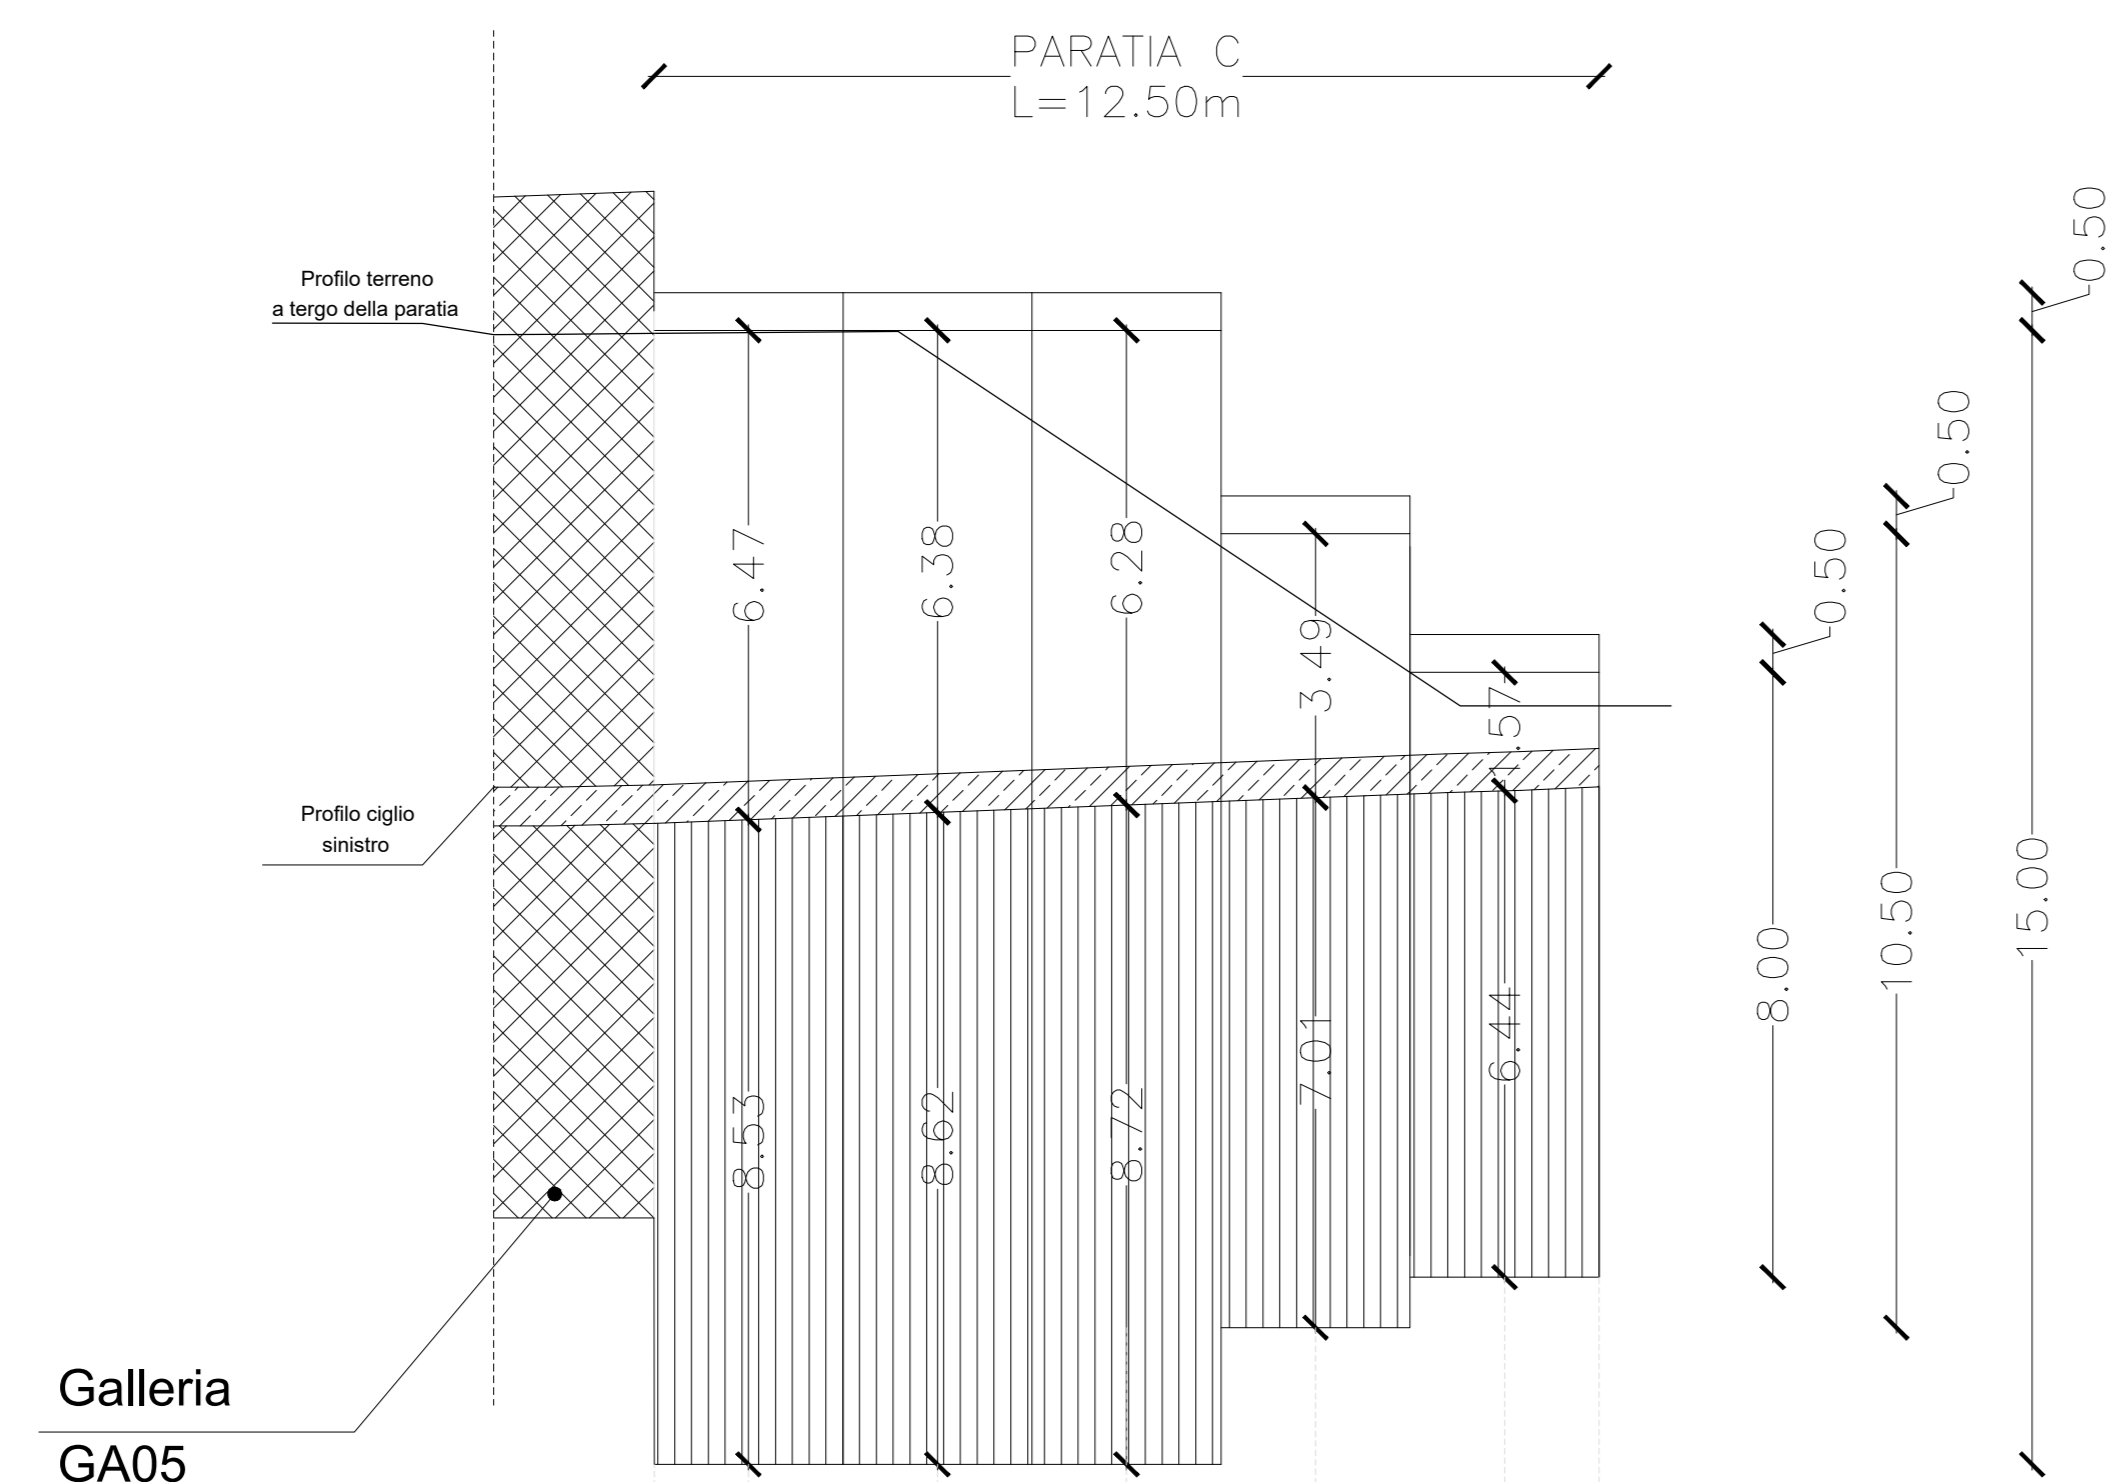 PARATIA C
L=12.50m
Profilo terreno
a tergo della paratia
0.50
0.50
0.50
6.47
6.38
6.28
3.49
1.57
Profilo ciglio
sinistro
8.53
8.62
8.72
7.01
6.44
8.00
10.50
15.00
Galleria
GA05